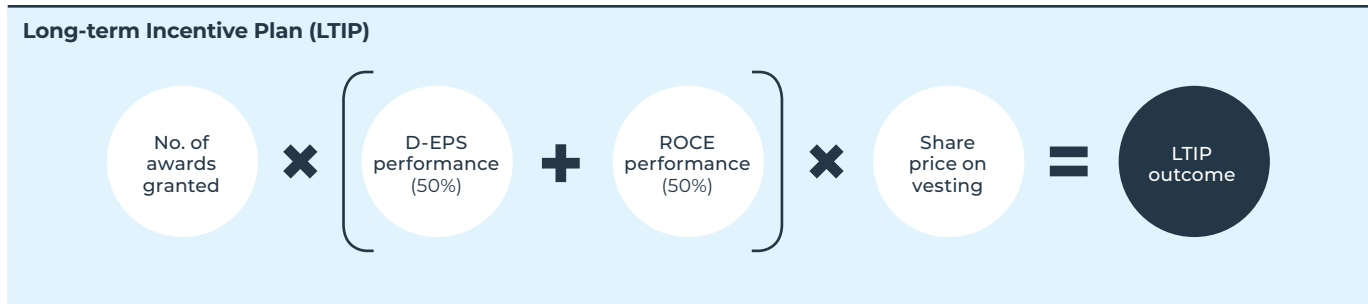 Long-term Incentive Plan (LTIP)
No. of
awards
granted
D-EPS
performance
(50%)
ROCE
performance
(50%)
Share
price on
vesting
LTIP
outcome